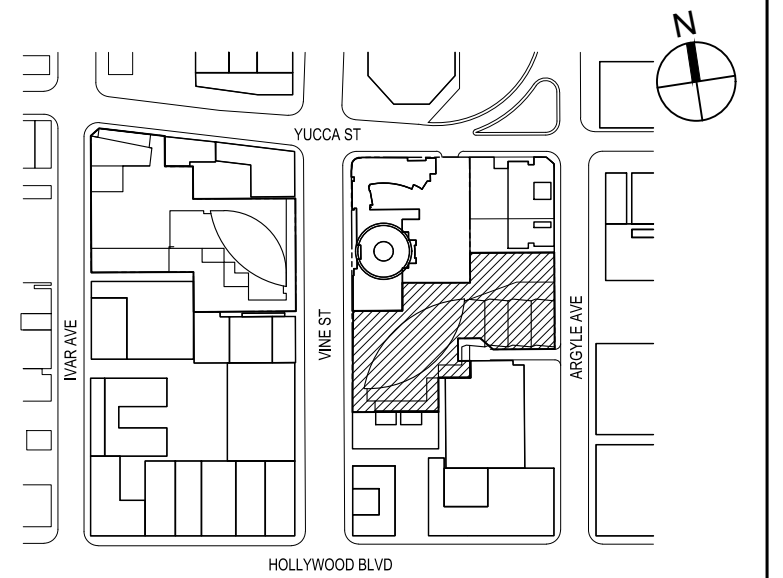 N
YUCCA ST
IVAR AVE
VINE ST
ARGYLE AVE
HOLLYWOOD BLVD